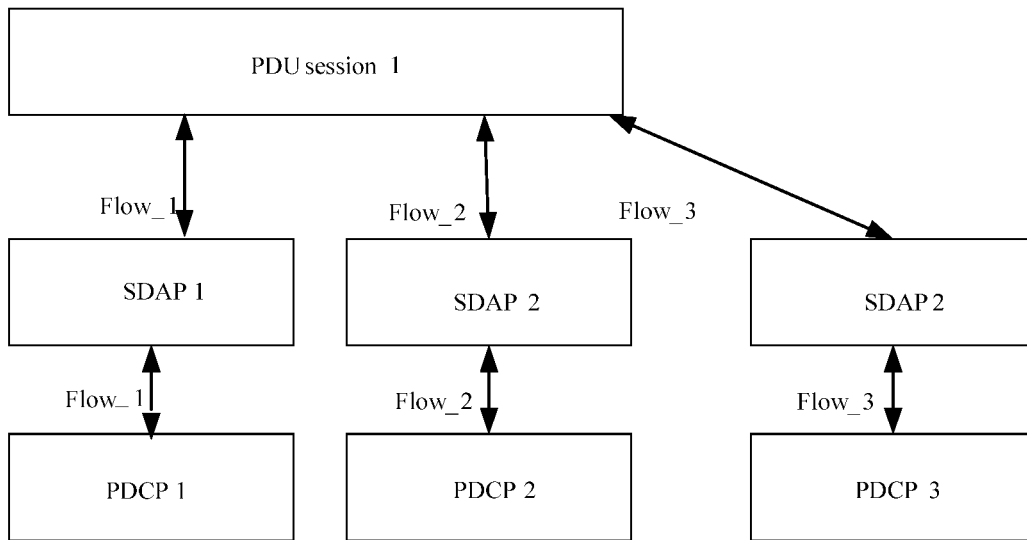 PDU session 1
Flow_1
Flow_2
Flow_3
SDAP 1
SDAP 2
SDAP 2
Flow_1
Flow_2
Flow_3
PDCP 1
PDCP 2
PDCP 3